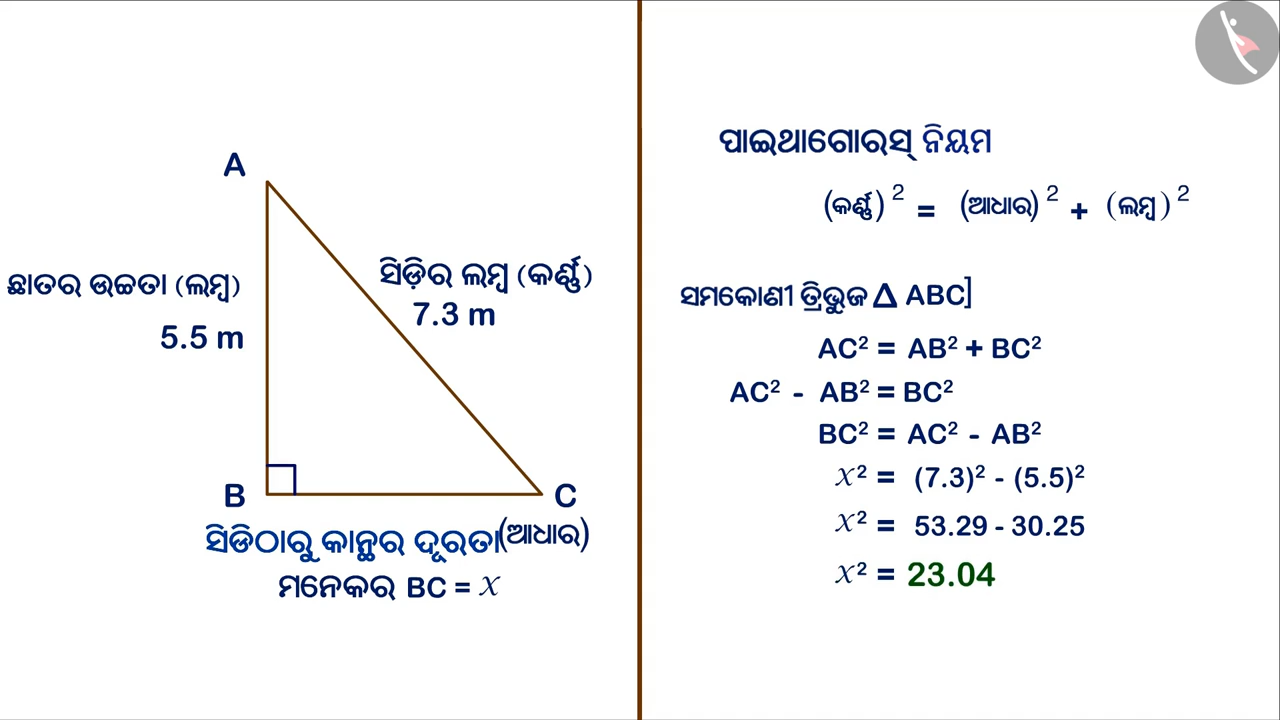 A
ଛାତର ଉଚ୍ଚତା (ଲମ୍ବ)
5.5 m
ସିଡ଼ିର ଲମ୍ବ (କର୍ଣ୍ଣ)
7.3 m
B
C
ସିଡିଠାରୁ କାନ୍ଥର ଦୂରତା(ଆଧାର)
ମନେକର BC = x
ପାଇଥାଗୋରସ୍ ନିୟମ
(କର୍ଣ୍ଣ)² = (ଆଧାର)² + (ଲମ୍ବ)²
ସମକୋଣୀ ତ୍ରିଭୁଜ Δ ABC]
AC² = AB² + BC²
AC² - AB² = BC²
BC² = AC² - AB²
x² = (7.3)² - (5.5)²
x² = 53.29 - 30.25
x² = 23.04